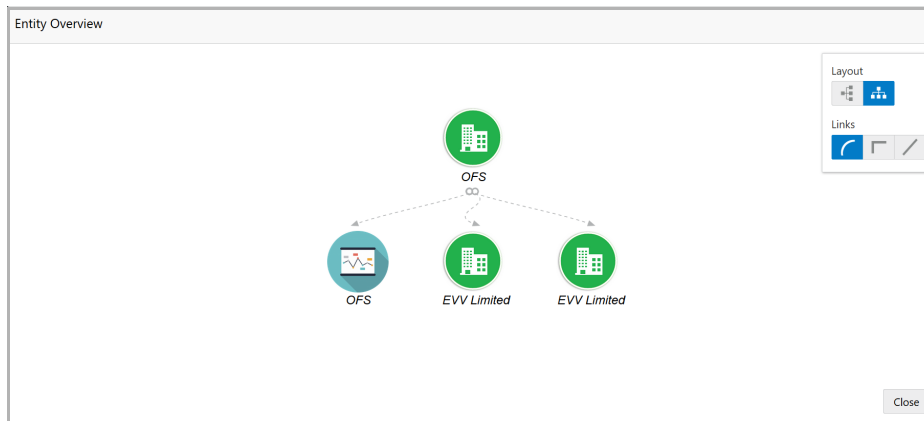 Entity Overview
Layout
Links
OFS
OFS
EVV Limited
EVV Limited
Close